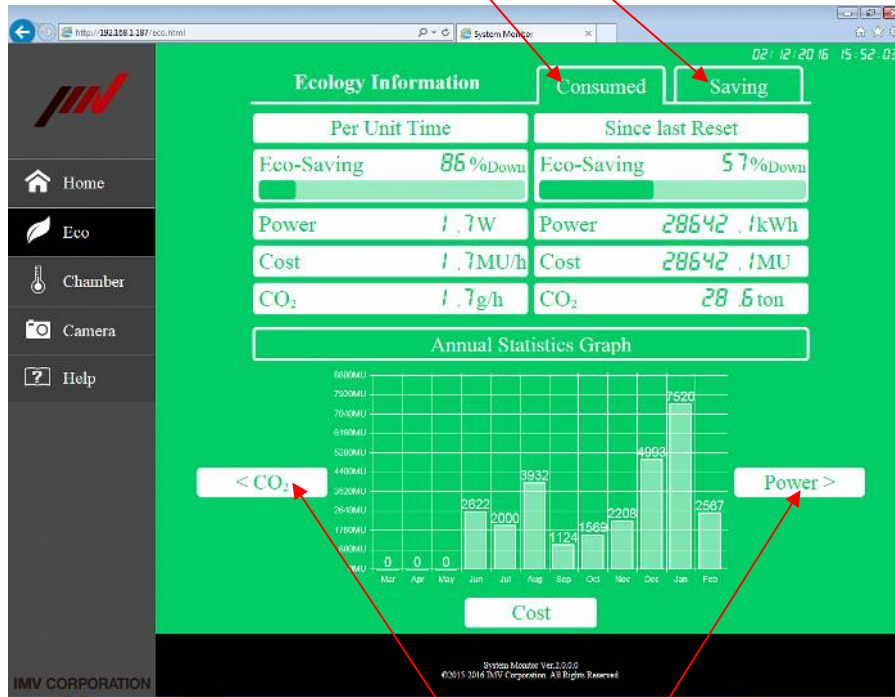 http://192.168.1.187/eco.html
System Monitor
02/12/2016 15:52:03
Ecology Information
Consumed
Saving
Per Unit Time
Since last Reset
Eco-Saving 86%Down
Eco-Saving 57%Down
Power 1.7W
Power 28642.1kWh
Cost 1.7MU/h
Cost 28642.1MU
CO₂ 1.7g/h
CO₂ 28.6ton
Home
Eco
Chamber
Camera
Help
Annual Statistics Graph
8800MU
7920MU
7040MU
6160MU
5280MU
4400MU
3520MU
2640MU
1760MU
880MU
0MU
0 0 0 2622 2000 3932 1124 1569 2208 4993 7520 2567
Mar Apr May Jun Jul Aug Sep Oct Nov Dec Jan Feb
< CO₂
Power >
Cost
System Monitor Ver.2.0.0.0
©2015-2016 IMV Corporation. All Rights Reserved.
IMV CORPORATION